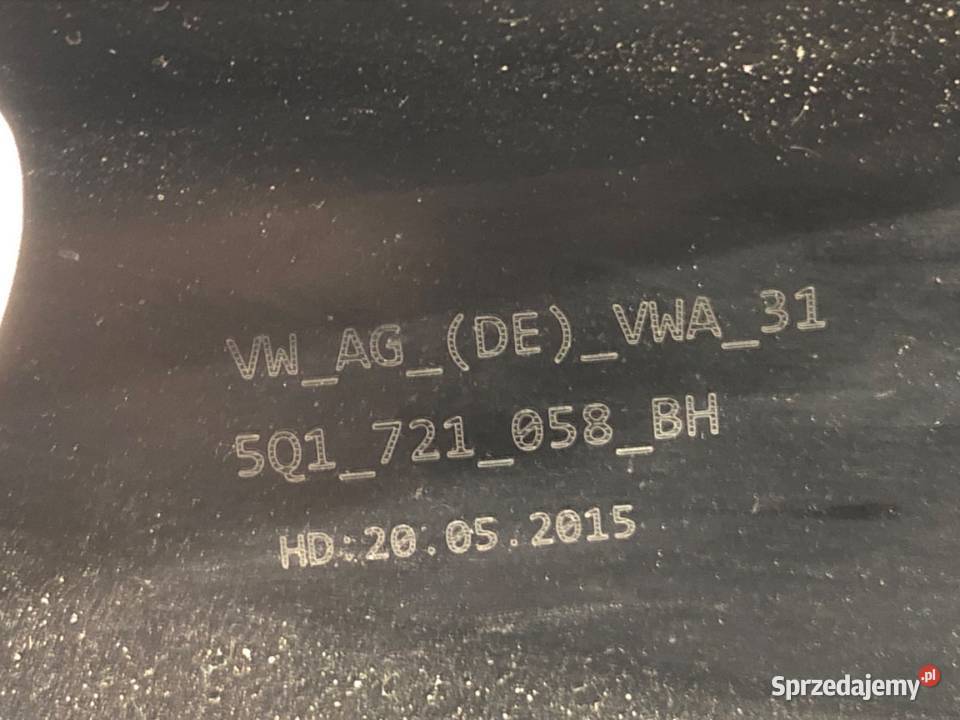 VW_AG_(DE)_VWA_31
5Q1_721_058_BH
HD:20.05.2015
Sprzedajemy.pl